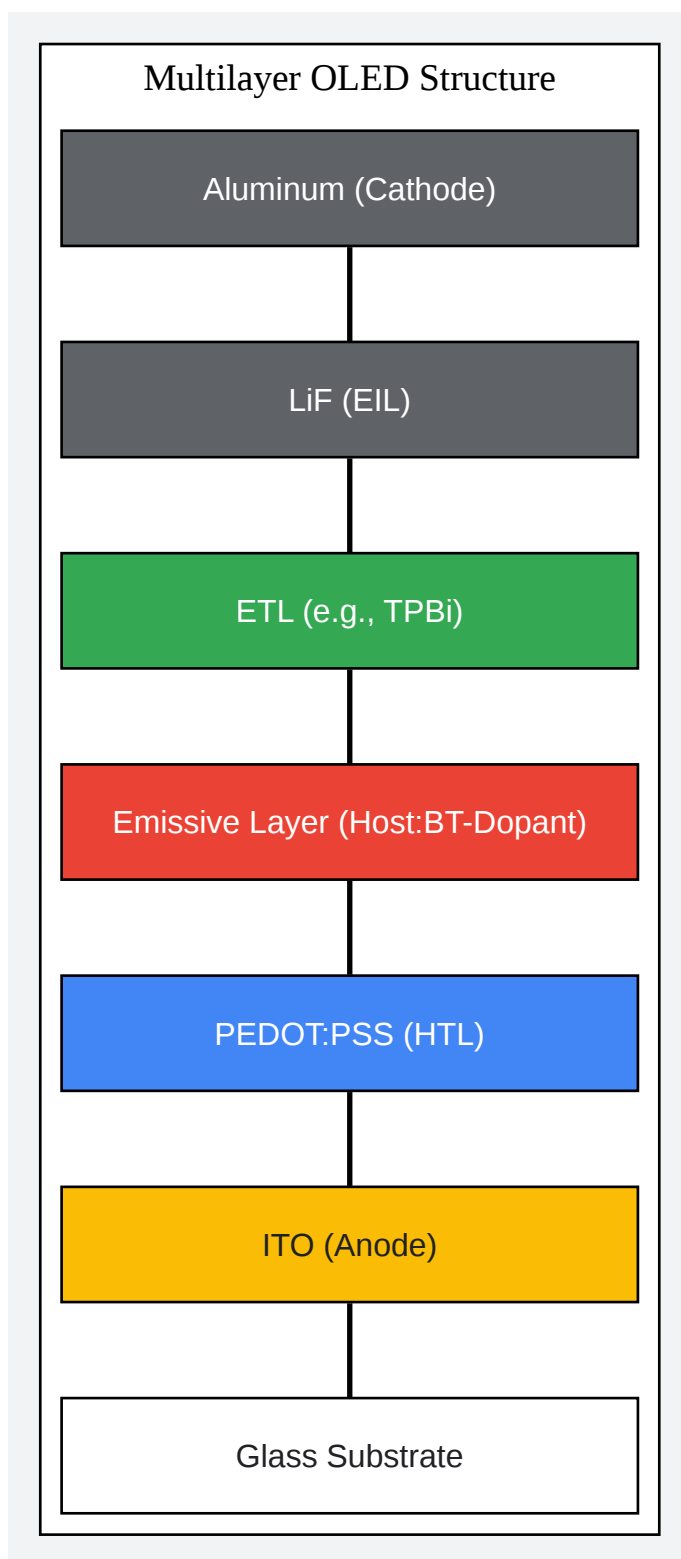 Multilayer OLED Structure
Aluminum (Cathode)
LiF (EIL)
ETL (e.g., TPBi)
Emissive Layer (Host:BT-Dopant)
PEDOT:PSS (HTL)
ITO (Anode)
Glass Substrate